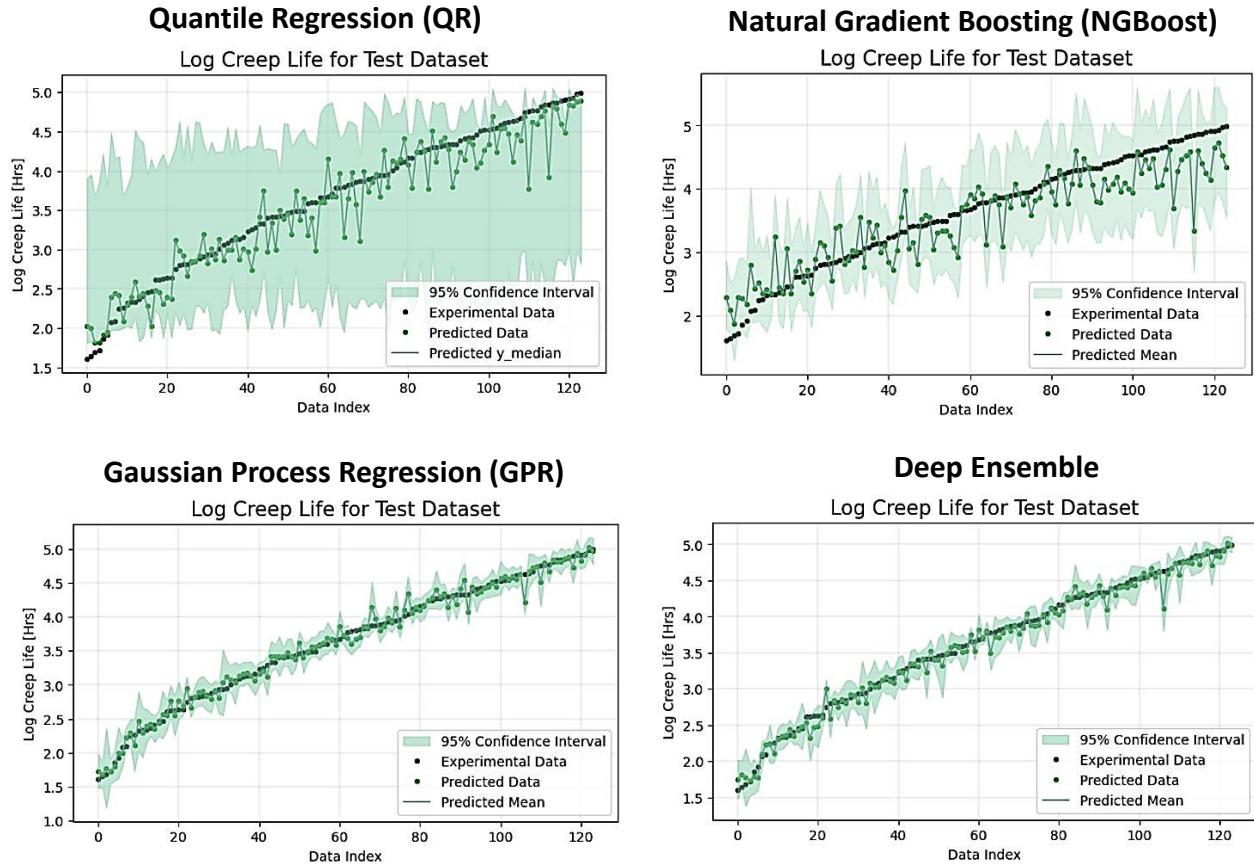 Quantile Regression (QR)
Log Creep Life for Test Dataset
Log Creep Life [Hrs]
5.0
4.5
4.0
3.5
3.0
2.5
2.0
1.5
95% Confidence Interval
Experimental Data
Predicted Data
Predicted y_median
0 20 40 60 80 100 120
Data Index
Natural Gradient Boosting (NGBoost)
Log Creep Life for Test Dataset
Log Creep Life [Hrs]
5
4
3
2
95% Confidence Interval
Experimental Data
Predicted Data
Predicted Mean
0 20 40 60 80 100 120
Data Index
Gaussian Process Regression (GPR)
Log Creep Life for Test Dataset
Log Creep Life [Hrs]
5.0
4.5
4.0
3.5
3.0
2.5
2.0
1.5
1.0
95% Confidence Interval
Experimental Data
Predicted Data
Predicted Mean
0 20 40 60 80 100 120
Data Index
Deep Ensemble
Log Creep Life for Test Dataset
Log Creep Life [Hrs]
5.0
4.5
4.0
3.5
3.0
2.5
2.0
1.5
95% Confidence Interval
Experimental Data
Predicted Data
Predicted Mean
0 20 40 60 80 100 120
Data Index